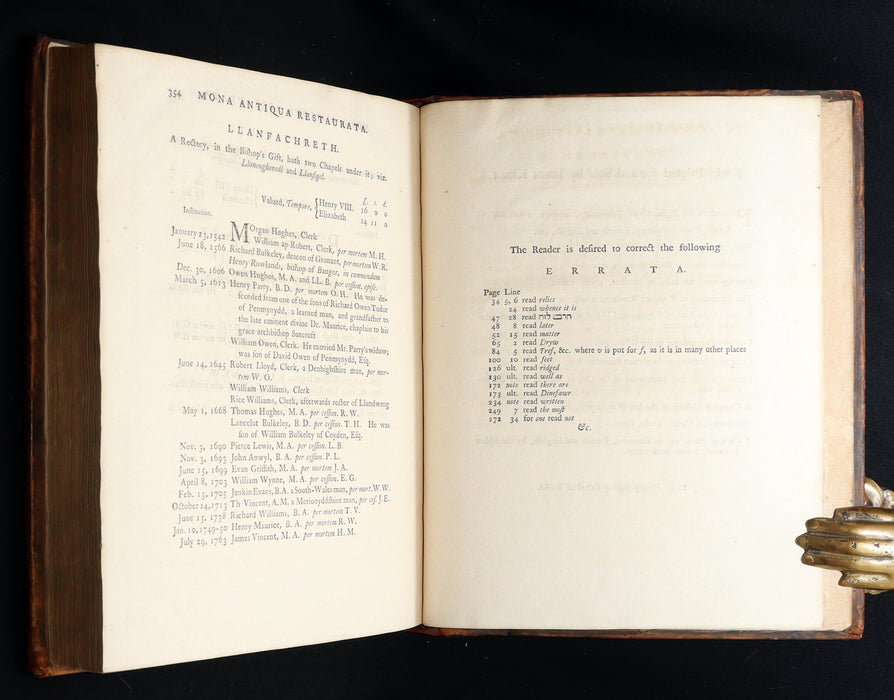 354 MONA ANTIQUA RESTAURATA.
LLANFACHRETH.
A Rectory, in the Biſhop's Gift, hath two Chapels under it; viz.
Llaneugbenedl and Llanfigel.
L s. d.
Valued, Tempore, {Henry VIII. 16 0 0
{Elizabeth 14 11 0
Inſtitution.
January 23, 1542 Morgan Hughes, Clerk
William ap Robert, Clerk, per mortem M. H.
June 18, 1566 Richard Bulkeley, deacon of Geonant, per mortem W. R.
Henry Rowlands, biſhop of Bangor, in commendam
Dec. 30, 1606 Owen Hughes, M. A. and LL. B. per ceſſion. epiſc.
March 5, 1613 Henry Parry, B. D. per mortem O. H. He was de-
ſcended from one of the ſons of Richard Owen Tudor
of Penmynydd, a learned man, and grandfather to
the late eminent divine Dr. Maurice, chaplain to his
grace archbiſhop Sancroft
William Owen, Clerk. He married Mr. Parry's widow;
was ſon of David Owen of Penmynydd, Eſq.
June 14, 1645 Robert Lloyd, Clerk, a Denbighſhire man, per mor-
tem W. O.
William Williams, Clerk
Rice Williams, Clerk, afterwards rector of Llandwrog
May 1, 1668 Thomas Hughes, M. A. per ceſſion. R. W.
Lancelot Bulkeley, B. D. per ceſſion. T. H. He was
ſon of William Bulkeley of Coyden, Eſq.
Nov. 3, 1690 Pierce Lewis, M. A. per ceſſion. L. B.
Nov. 3, 1693 John Anwyl, B. A. per ceſſion. P. L.
June 15, 1699 Evan Griffith, M. A. per mortem J. A.
April 8, 1703 William Wynne, M. A. per ceſſion. E. G.
Feb. 13, 1705 Jenkin Evans, B. A. a South-Wales man, per mort. W. W.
October 14, 1713 Th Vincent, A. M. a Merionyddſhire man, per ceſ. J. E.
June 15, 1738 Richard Williams, B. A. per mortem T. V.
Jan. 10, 1749-50 Henry Maurice, B. A. per mortem R. W.
July 29, 1763 James Vincent, M. A. per mortem H. M.
The Reader is deſired to correct the following
ERRATA.
Page Line
34 5, 6 read relics
24 read whence it is
47 28 read חרבט לוח
48 8 read later
52 15 read matter
65 2 read Dryw
84 5 read Tref, &c. where v is put for f, as it is in many other places
100 10 read feet
126 ult. read ridged
130 ult. read well as
172 note read there are
173 ult. read Dineſawr
234 note read written
249 7 read the moſt
272 34 for one read not
&c.